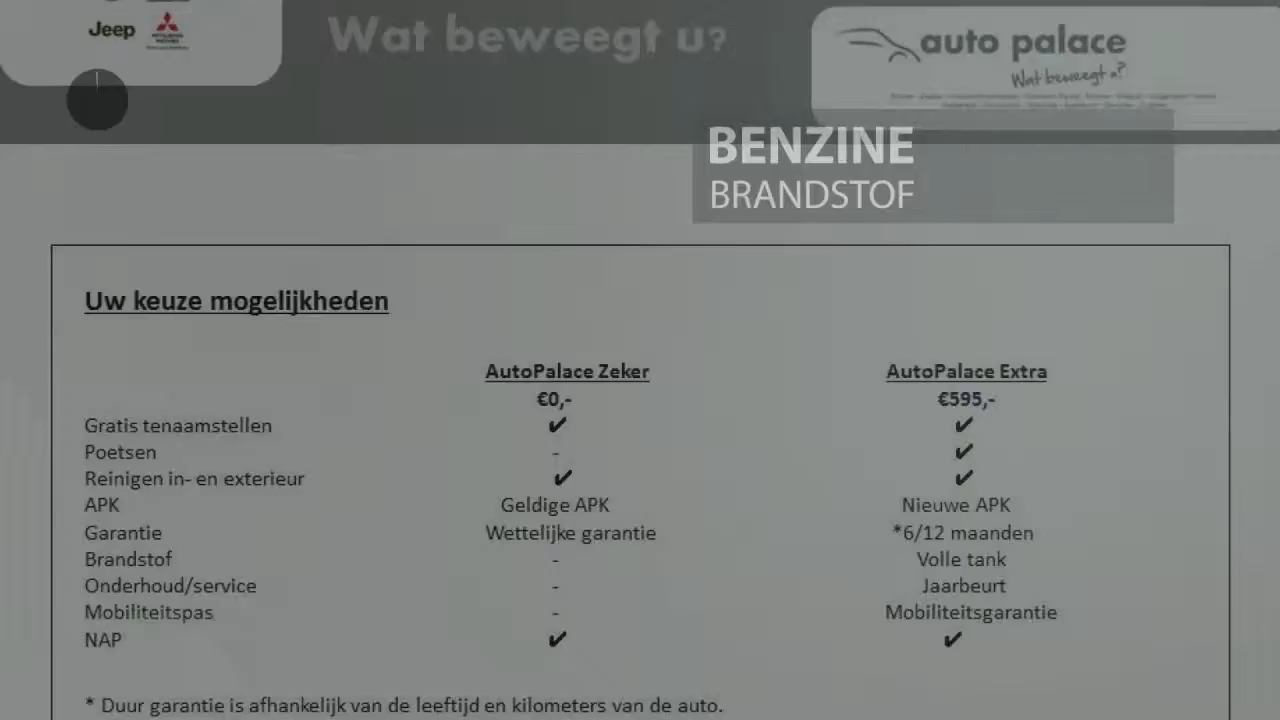 Jeep
Wat beweegt u?
auto palace
Wat beweegt u?
BENZINE
BRANDSTOF
Uw keuze mogelijkheden
AutoPalace Zeker AutoPalace Extra
€0,- €595,-
Gratis tenaamstellen ✔ ✔
Poetsen - ✔
Reinigen in- en exterieur ✔ ✔
APK Geldige APK Nieuwe APK
Garantie Wettelijke garantie *6/12 maanden
Brandstof - Volle tank
Onderhoud/service - Jaarbeurt
Mobiliteitspas - Mobiliteitsgarantie
NAP ✔ ✔
* Duur garantie is afhankelijk van de leeftijd en kilometers van de auto.